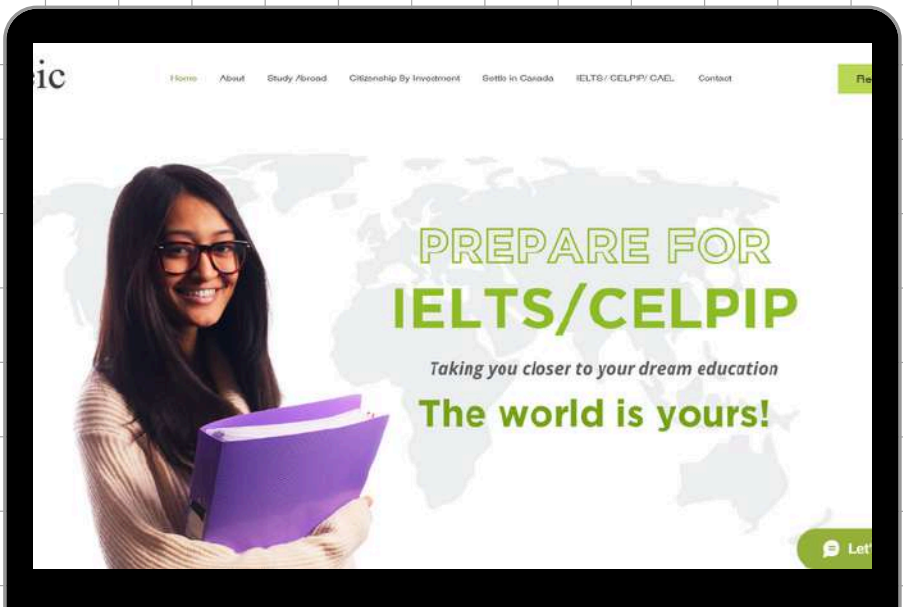 ic
Home About Study Abroad Citizenship By Investment Settle in Canada IELTS/ CELPIP/ CAEL Contact
PREPARE FOR
IELTS/CELPIP
Taking you closer to your dream education
The world is yours!
Let'